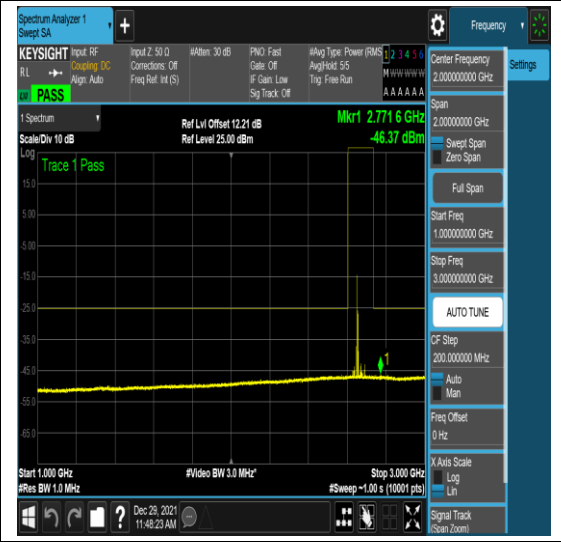 Spectrum Analyzer 1
Swept SA
Frequency
KEYSIGHT
Input: RF
Coupling: DC
Align: Auto
Input Z: 50 Ω
Corrections: Off
Freq Ref: Int (S)
#Atten: 30 dB
PNO: Fast
Gate: Off
IF Gain: Low
Sig Track: Off
#Avg Type: Power (RMS
Avg|Hold: 5/5
Trig: Free Run
1 2 3 4 5 6
M W W W W W
A A A A A A
R L
PASS
1 Spectrum
Scale/Div 10 dB
Ref Lvl Offset 12.21 dB
Ref Level 25.00 dBm
Mkr1 2.771 6 GHz
-46.37 dBm
Log
Trace 1 Pass
15.0
5.00
-5.00
-15.0
-25.0
-35.0
-45.0
-55.0
-65.0
1
Start 1.000 GHz
#Res BW 1.0 MHz
#Video BW 3.0 MHz*
Stop 3.000 GHz
#Sweep ~1.00 s (10001 pts)
Dec 29, 2021
11:48:23 AM
Settings
Center Frequency
2.000000000 GHz
Span
2.00000000 GHz
Swept Span
Zero Span
Full Span
Start Freq
1.000000000 GHz
Stop Freq
3.000000000 GHz
AUTO TUNE
CF Step
200.000000 MHz
Auto
Man
Freq Offset
0 Hz
X Axis Scale
Log
Lin
Signal Track
(Span Zoom)